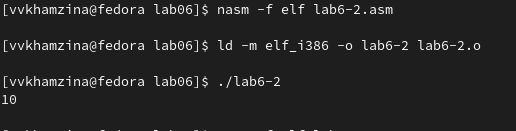 [vvkhamzina@fedora lab06]$ nasm -f elf lab6-2.asm
[vvkhamzina@fedora lab06]$ ld -m elf_i386 -o lab6-2 lab6-2.o
[vvkhamzina@fedora lab06]$ ./lab6-2
10